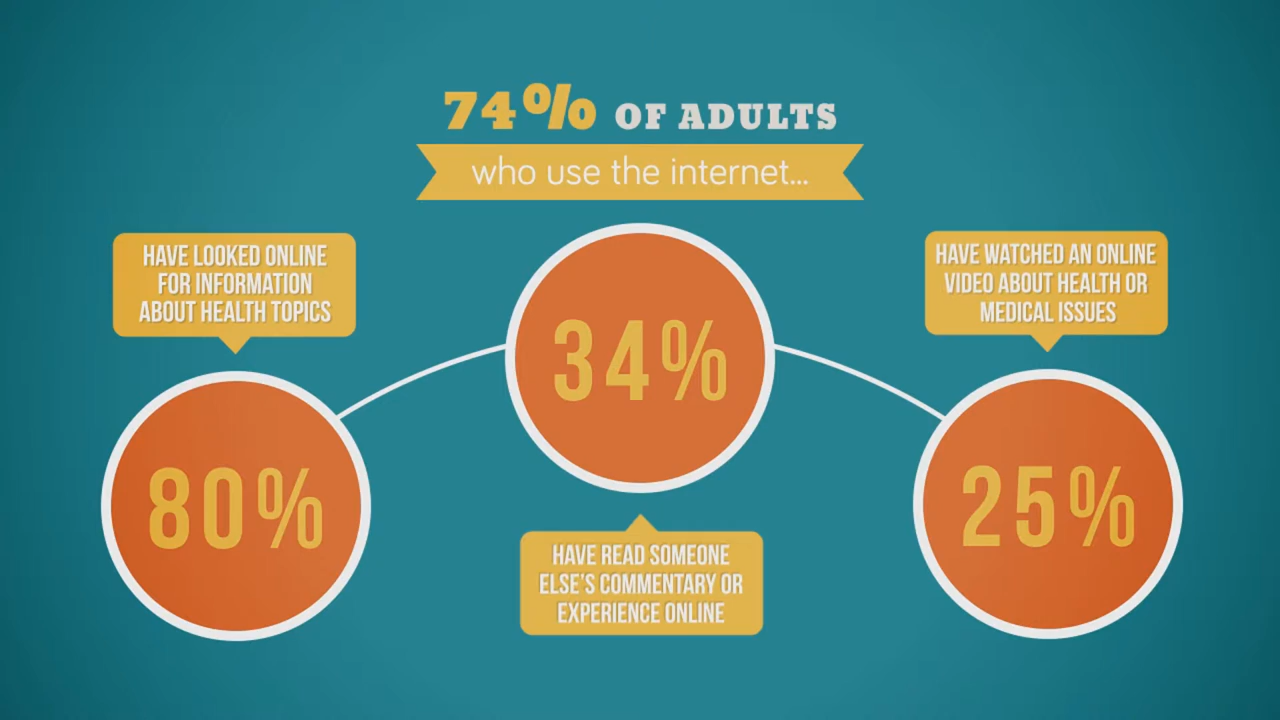 74% OF ADULTS
who use the internet...
HAVE LOOKED ONLINE
FOR INFORMATION
ABOUT HEALTH TOPICS
80%
34%
HAVE READ SOMEONE
ELSE'S COMMENTARY OR
EXPERIENCE ONLINE
HAVE WATCHED AN ONLINE
VIDEO ABOUT HEALTH OR
MEDICAL ISSUES
25%